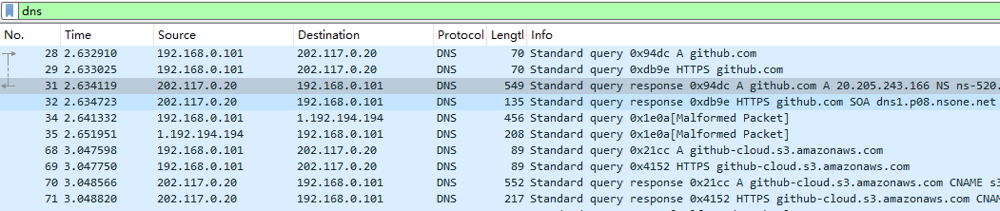 dns
No. Time Source Destination Protocol Lengtl Info
28 2.632910 192.168.0.101 202.117.0.20 DNS 70 Standard query 0x94dc A github.com
29 2.633025 192.168.0.101 202.117.0.20 DNS 70 Standard query 0xdb9e HTTPS github.com
31 2.634119 202.117.0.20 192.168.0.101 DNS 549 Standard query response 0x94dc A github.com A 20.205.243.166 NS ns-520.
32 2.634723 202.117.0.20 192.168.0.101 DNS 135 Standard query response 0xdb9e HTTPS github.com SOA dns1.p08.nsone.net
34 2.641332 192.168.0.101 1.192.194.194 DNS 456 Standard query 0x1e0a[Malformed Packet]
35 2.651951 1.192.194.194 192.168.0.101 DNS 208 Standard query 0x1e0a[Malformed Packet]
68 3.047598 192.168.0.101 202.117.0.20 DNS 89 Standard query 0x21cc A github-cloud.s3.amazonaws.com
69 3.047750 192.168.0.101 202.117.0.20 DNS 89 Standard query 0x4152 HTTPS github-cloud.s3.amazonaws.com
70 3.048566 202.117.0.20 192.168.0.101 DNS 552 Standard query response 0x21cc A github-cloud.s3.amazonaws.com CNAME s3
71 3.048820 202.117.0.20 192.168.0.101 DNS 217 Standard query response 0x4152 HTTPS github-cloud.s3.amazonaws.com CNAM